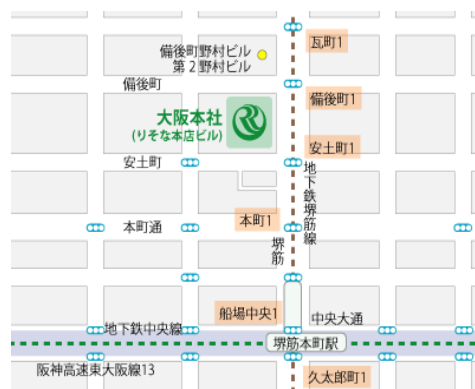 瓦町1
備後町野村ビル
第2野村ビル
備後町
備後町1
大阪本社
(りそな本店ビル)
安土町1
安土町
地下鉄堺筋線
本町1
本町通
堺筋
船場中央1
中央大通
地下鉄中央線
堺筋本町駅
阪神高速東大阪線13
久太郎町1